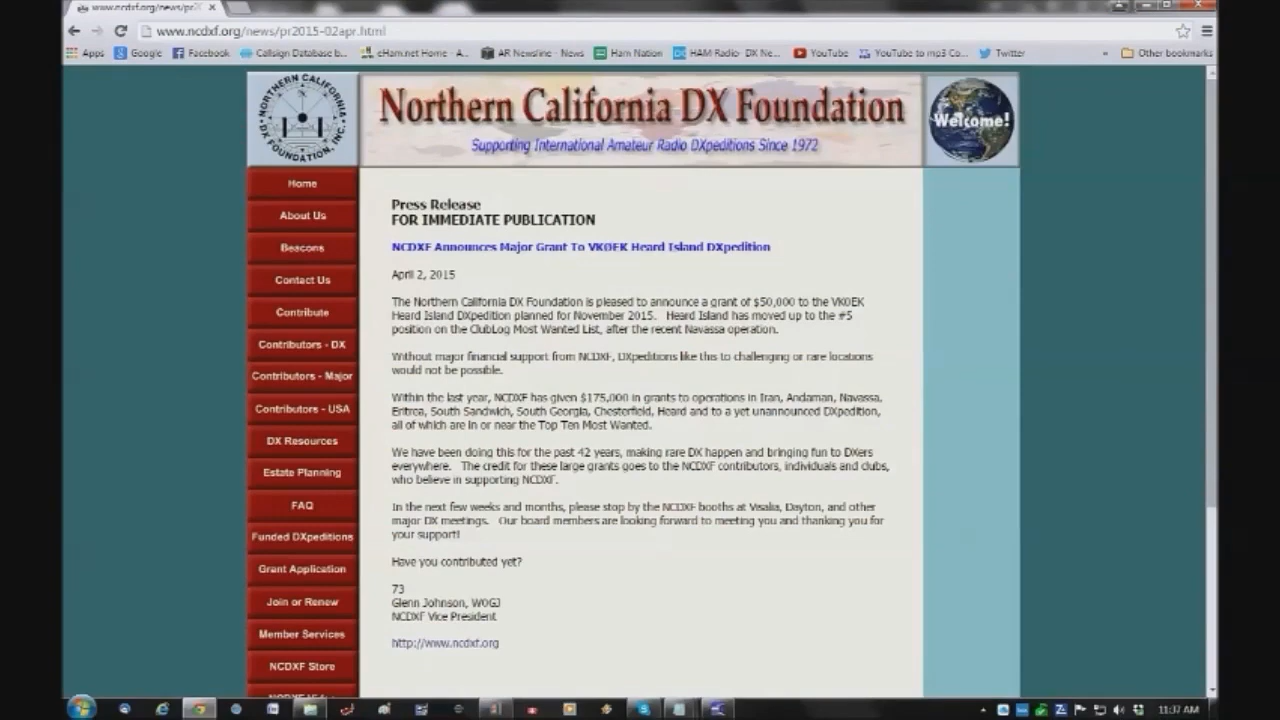 www.ncdxf.org/news/pr20
www.ncdxf.org/news/pr2015-02apr.html
Apps Google Facebook Callsign Database b... eHam.net Home - A... AR Newsline - News Ham Nation HAM Radio- DX Ne... YouTube YouTube to mp3 Co... Twitter » Other bookmarks
NORTHERN CALIFORNIA DX FOUNDATION, INC.
Northern California DX Foundation
Supporting International Amateur Radio DXpeditions Since 1972
Welcome!
Home
About Us
Beacons
Contact Us
Contribute
Contributors - DX
Contributors - Major
Contributors - USA
DX Resources
Estate Planning
FAQ
Funded DXpeditions
Grant Application
Join or Renew
Member Services
NCDXF Store
Press Release
FOR IMMEDIATE PUBLICATION
NCDXF Announces Major Grant To VK0EK Heard Island DXpedition
April 2, 2015
The Northern California DX Foundation is pleased to announce a grant of $50,000 to the VK0EK
Heard Island DXpedition planned for November 2015. Heard Island has moved up to the #5
position on the ClubLog Most Wanted List, after the recent Navassa operation.
Without major financial support from NCDXF, DXpeditions like this to challenging or rare locations
would not be possible.
Within the last year, NCDXF has given $175,000 in grants to operations in Iran, Andaman, Navassa,
Eritrea, South Sandwich, South Georgia, Chesterfield, Heard and to a yet unannounced DXpedition,
all of which are in or near the Top Ten Most Wanted.
We have been doing this for the past 42 years, making rare DX happen and bringing fun to DXers
everywhere. The credit for these large grants goes to the NCDXF contributors, individuals and clubs,
who believe in supporting NCDXF.
In the next few weeks and months, please stop by the NCDXF booths at Visalia, Dayton, and other
major DX meetings. Our board members are looking forward to meeting you and thanking you for
your support!
Have you contributed yet?
73
Glenn Johnson, W0GJ
NCDXF Vice President
http://www.ncdxf.org
11:37 AM